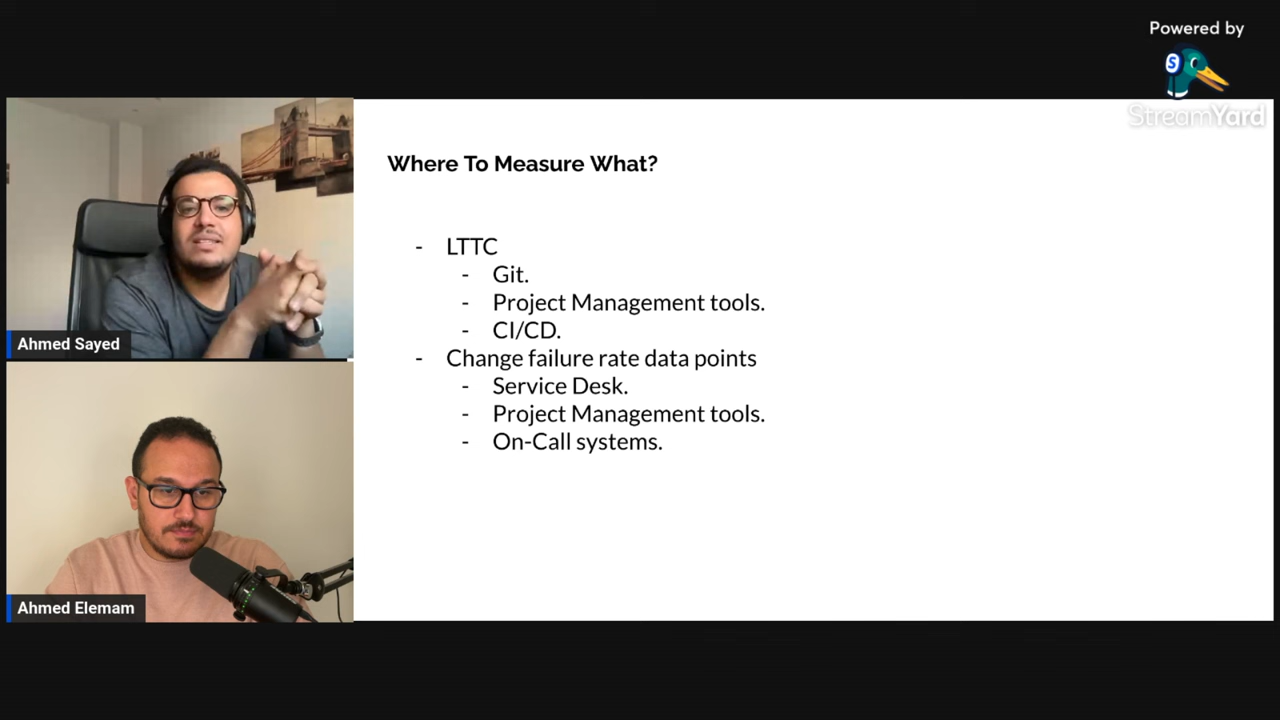 Powered by
StreamYard
Where To Measure What?
- LTTC
- Git.
- Project Management tools.
- CI/CD.
- Change failure rate data points
- Service Desk.
- Project Management tools.
- On-Call systems.
Ahmed Sayed
Ahmed Elemam